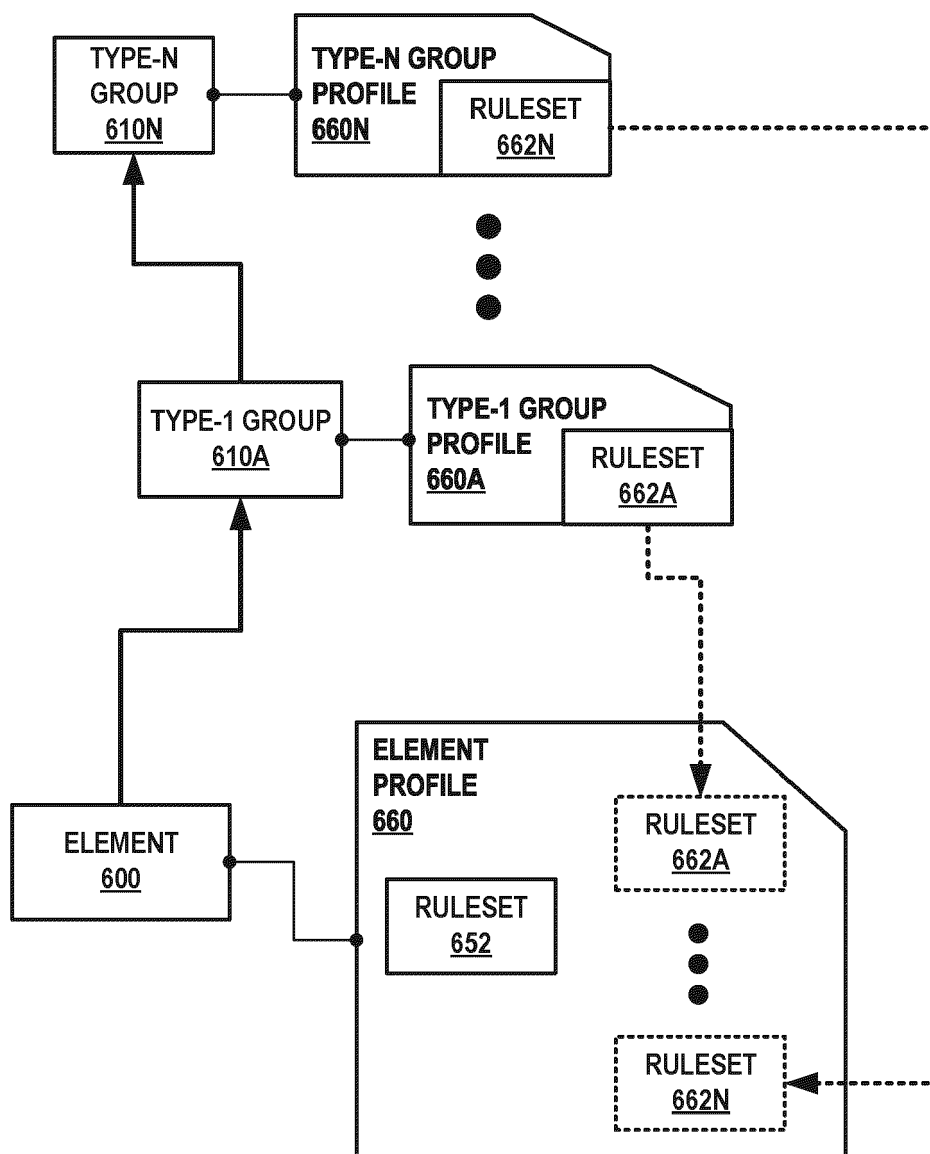 TYPE-N
GROUP
610N
TYPE-N GROUP
PROFILE
660N
RULESET
662N
TYPE-1 GROUP
610A
TYPE-1 GROUP
PROFILE
660A
RULESET
662A
ELEMENT
600
ELEMENT
PROFILE
660
RULESET
652
RULESET
662A
RULESET
662N